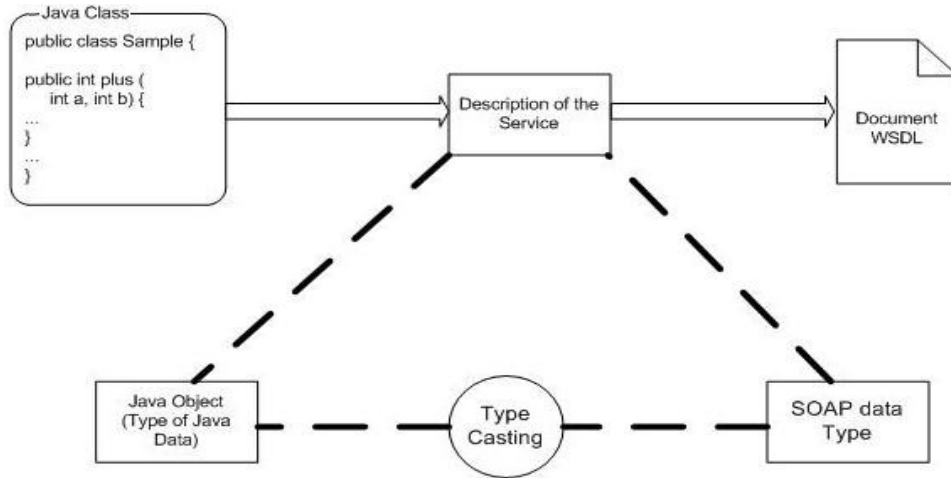 Java Class
public class Sample {
public int plus (
int a, int b) {
...
}
...
}
Description of the
Service
Document
WSDL
Java Object
(Type of Java
Data)
Type
Casting
SOAP data
Type